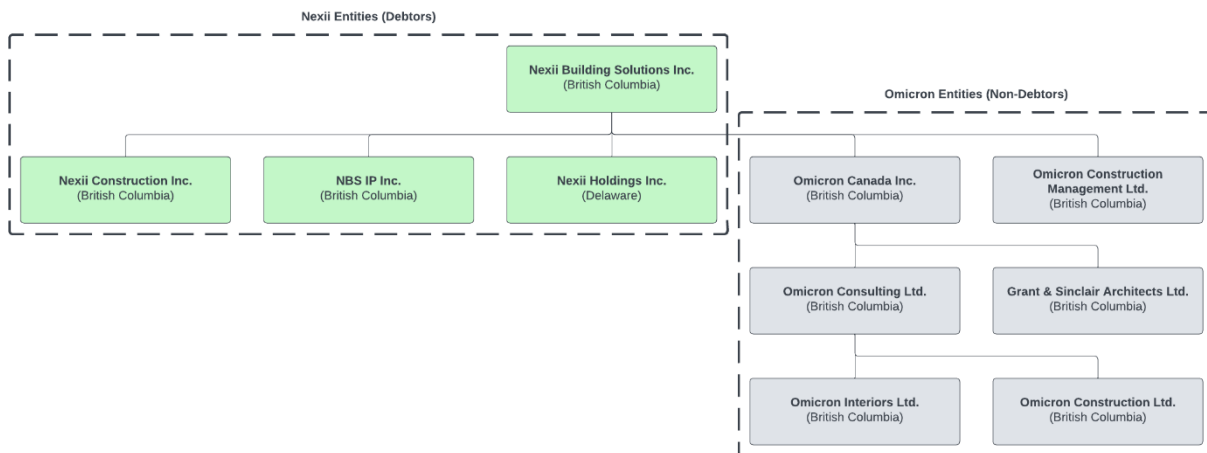 Nexii Entities (Debtors)
Nexii Building Solutions Inc.
(British Columbia)
Omicron Entities (Non-Debtors)
Nexii Construction Inc.
(British Columbia)
NBS IP Inc.
(British Columbia)
Nexii Holdings Inc.
(Delaware)
Omicron Canada Inc.
(British Columbia)
Omicron Construction
Management Ltd.
(British Columbia)
Omicron Consulting Ltd.
(British Columbia)
Grant & Sinclair Architects Ltd.
(British Columbia)
Omicron Interiors Ltd.
(British Columbia)
Omicron Construction Ltd.
(British Columbia)